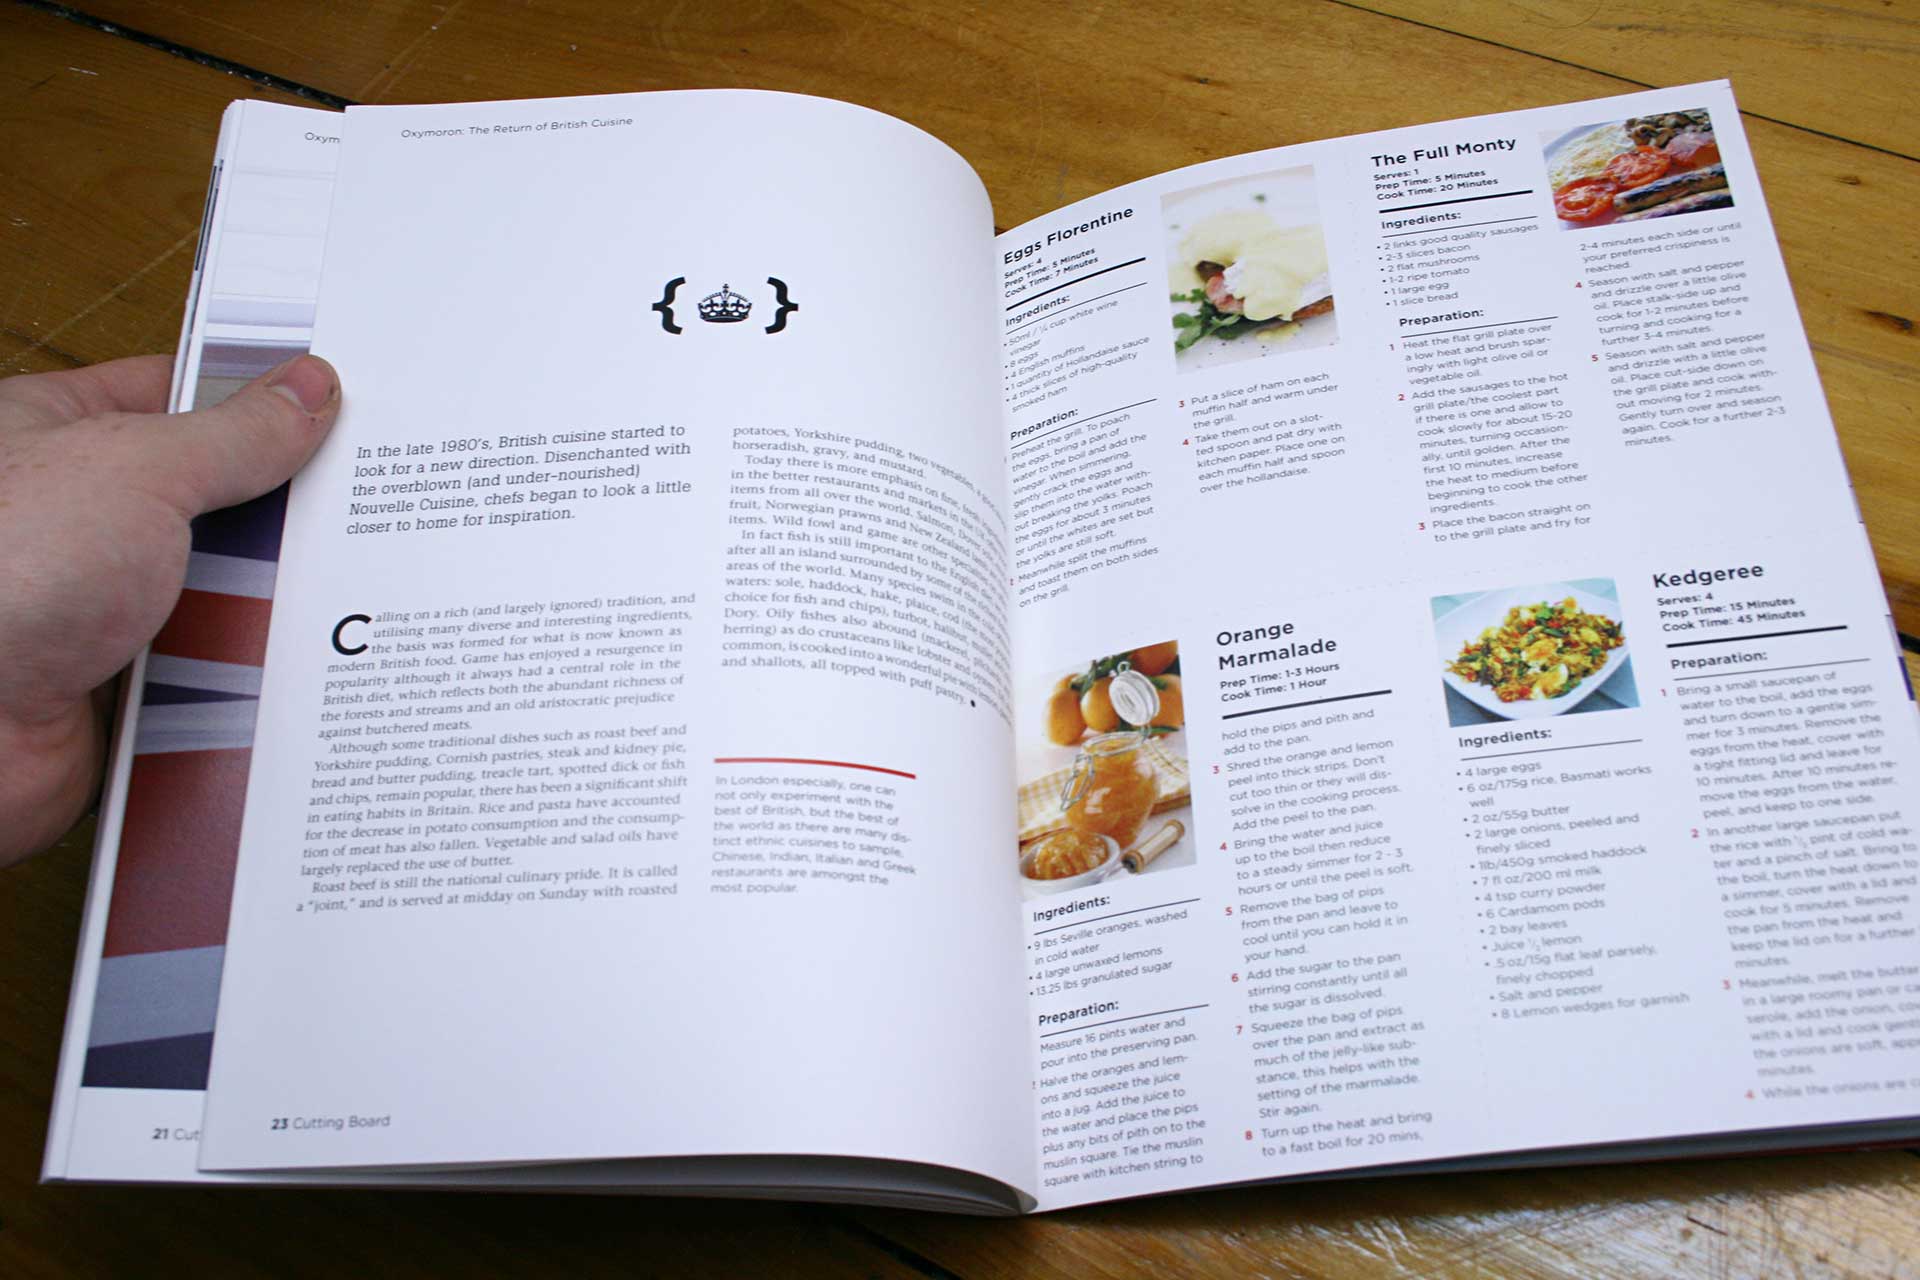 Oxym
21 Cut
Oxymoron: The Return of British Cuisine
In the late 1980's, British cuisine started to
look for a new direction. Disenchanted with
the overblown (and under-nourished)
Nouvelle Cuisine, chefs began to look a little
closer to home for inspiration.
Calling on a rich (and largely ignored) tradition, and
utilising many diverse and interesting ingredients,
the basis was formed for what is now known as
modern British food. Game has enjoyed a resurgence in
popularity although it always had a central role in the
British diet, which reflects both the abundant richness of
the forests and streams and an old aristocratic prejudice
against butchered meats.
Although some traditional dishes such as roast beef and
Yorkshire pudding, Cornish pastries, steak and kidney pie,
bread and butter pudding, treacle tart, spotted dick or fish
and chips, remain popular, there has been a significant shift
in eating habits in Britain. Rice and pasta have accounted
for the decrease in potato consumption and the consump-
tion of meat has also fallen. Vegetable and salad oils have
largely replaced the use of butter.
Roast beef is still the national culinary pride. It is called
a "joint," and is served at midday on Sunday with roasted
potatoes, Yorkshire pudding, two vegetables, a good
horseradish, gravy, and mustard.
Today there is more emphasis on fine, fresh
in the better restaurants and markets in the
items from all over the world. Salmon, Dover
fruit, Norwegian prawns and New Zealand lamb
items. Wild fowl and game are other specialties
In fact fish is still important to the English diet,
after all an island surrounded by some of the
areas of the world. Many species swim in the cold
waters: sole, haddock, hake, plaice, cod (the most
choice for fish and chips), turbot, halibut, mullet
Dory. Oily fishes also abound (mackerel,
herring) as do crustaceans like lobster and oysters.
common, is cooked into a wonderful pie with lemon,
and shallots, all topped with puff pastry.
In London especially, one can
not only experiment with the
best of British, but the best of
the world as there are many dis-
tinct ethnic cuisines to sample,
Chinese, Indian, Italian and Greek
restaurants are amongst the
most popular.
23 Cutting Board
Eggs Florentine
Serves: 4
Prep Time: 5 Minutes
Cook Time: 7 Minutes
Ingredients:
• 50ml / ¼ cup white wine
vinegar
• 8 eggs
• 4 English muffins
• 1 quantity of Hollandaise sauce
• 4 thick slices of high-quality
smoked ham
Preparation:
Preheat the grill. To poach
the eggs, bring a pan of
water to the boil and add the
vinegar. When simmering,
gently crack the eggs and
slip them into the water with-
out breaking the yolks. Poach
the eggs for about 3 minutes
or until the whites are set but
the yolks are still soft.
Meanwhile split the muffins
and toast them on both sides
on the grill.
3 Put a slice of ham on each
muffin half and warm under
the grill.
4 Take them out on a slot-
ted spoon and pat dry with
kitchen paper. Place one on
each muffin half and spoon
over the hollandaise.
The Full Monty
Serves: 1
Prep Time: 5 Minutes
Cook Time: 20 Minutes
Ingredients:
• 2 links good quality sausages
• 2-3 slices bacon
• 2 flat mushrooms
• 1-2 ripe tomato
• 1 large egg
• 1 slice bread
Preparation:
1 Heat the flat grill plate over
a low heat and brush spar-
ingly with light olive oil or
vegetable oil.
2 Add the sausages to the hot
grill plate/the coolest part
if there is one and allow to
cook slowly for about 15-20
minutes, turning occasion-
ally, until golden. After the
first 10 minutes, increase
the heat to medium before
beginning to cook the other
ingredients.
3 Place the bacon straight on
to the grill plate and fry for
2-4 minutes each side or until
your preferred crispiness is
reached.
4 Season with salt and pepper
and drizzle over a little olive
oil. Place stalk-side up and
cook for 1-2 minutes before
turning and cooking for a
further 3-4 minutes.
5 Season with salt and pepper
and drizzle with a little olive
oil. Place cut-side down on
the grill plate and cook with-
out moving for 2 minutes.
Gently turn over and season
again. Cook for a further 2-3
minutes.
Orange
Marmalade
Prep Time: 1-3 Hours
Cook Time: 1 Hour
Ingredients:
• 9 lbs Seville oranges, washed
in cold water
• 4 large unwaxed lemons
• 13.25 lbs granulated sugar
Preparation:
Measure 16 pints water and
pour into the preserving pan.
Halve the oranges and lem-
ons and squeeze the juice
into a jug. Add the juice to
the water and place the pips
plus any bits of pith on to the
muslin square. Tie the muslin
square with kitchen string to
hold the pips and pith and
add to the pan.
3 Shred the orange and lemon
peel into thick strips. Don't
cut too thin or they will dis-
solve in the cooking process.
Add the peel to the pan.
4 Bring the water and juice
up to the boil then reduce
to a steady simmer for 2 - 3
hours or until the peel is soft.
5 Remove the bag of pips
from the pan and leave to
cool until you can hold it in
your hand.
6 Add the sugar to the pan
stirring constantly until all
the sugar is dissolved.
7 Squeeze the bag of pips
over the pan and extract as
much of the jelly-like sub-
stance, this helps with the
setting of the marmalade.
Stir again.
8 Turn up the heat and bring
to a fast boil for 20 mins,
Kedgeree
Serves: 4
Prep Time: 15 Minutes
Cook Time: 45 Minutes
Ingredients:
• 4 large eggs
• 6 oz/175g rice, Basmati works
well
• 2 oz/55g butter
• 2 large onions, peeled and
finely sliced
• 1lb/450g smoked haddock
• 7 fl oz/200 ml milk
• 4 tsp curry powder
• 6 Cardamom pods
• 2 bay leaves
• Juice ½ lemon
• .5 oz/15g flat leaf parsely,
finely chopped
• Salt and pepper
• 8 Lemon wedges for garnish
Preparation:
1 Bring a small saucepan of
water to the boil, add the eggs
and turn down to a gentle sim-
mer for 3 minutes. Remove the
eggs from the heat, cover with
a tight fitting lid and leave for
10 minutes. After 10 minutes re-
move the eggs from the water,
peel, and keep to one side.
2 In another large saucepan put
the rice with ½ pint of cold wa-
ter and a pinch of salt. Bring to
the boil, turn the heat down to
a simmer, cover with a lid and
cook for 5 minutes. Remove
the pan from the heat and
keep the lid on for a further
minutes.
3 Meanwhile, melt the butter
in a large roomy pan or ca
serole, add the onion, cov
with a lid and cook gent
the onions are soft, app
minutes.
4 While the onions are c